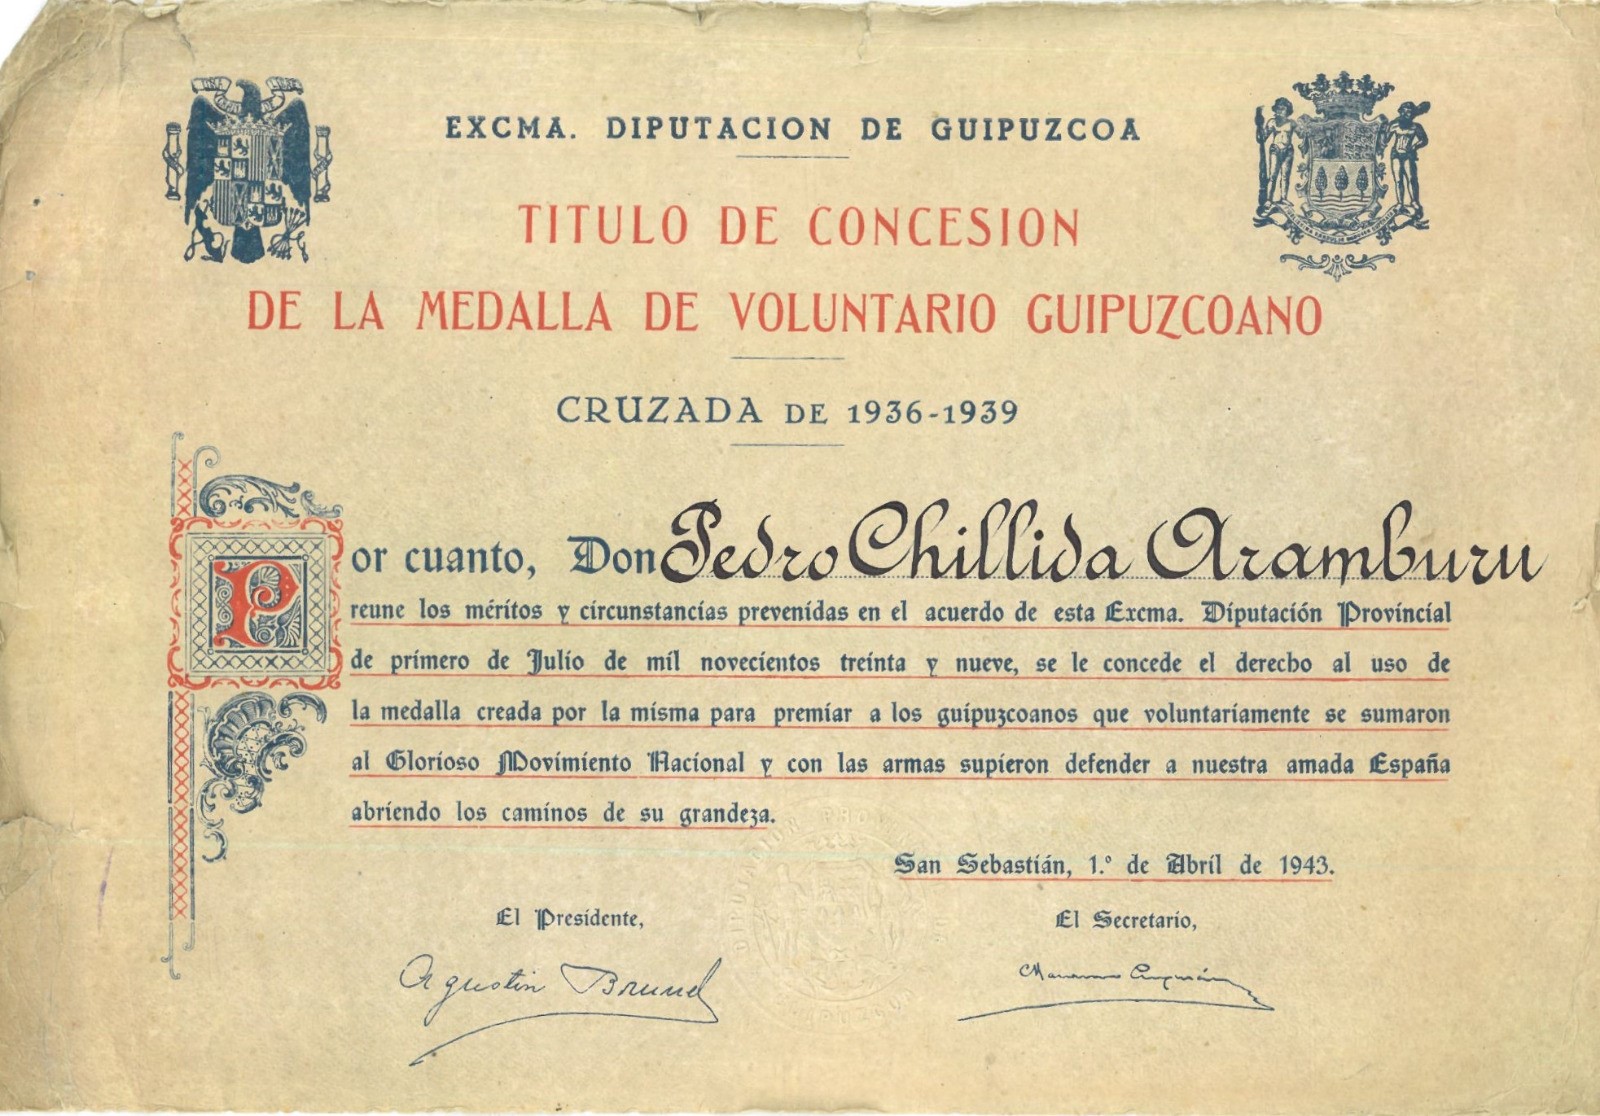 UNA GRANDE LIBRE
EXCMA. DIPUTACION DE GUIPUZCOA
TITULO DE CONCESION
DE LA MEDALLA DE VOLUNTARIO GUIPUZCOANO
CRUZADA DE 1936-1939
Por cuanto, Don Pedro Chillida Aramburu
reune los méritos y circunstancias prevenidas en el acuerdo de esta Excma. Diputación Provincial
de primero de Julio de mil novecientos treinta y nueve, se le concede el derecho al uso de
la medalla creada por la misma para premiar a los guipuzcoanos que voluntariamente se sumaron
al Glorioso Movimiento Nacional y con las armas supieron defender a nuestra amada España
abriendo los caminos de su grandeza.
San Sebastián, 1.º de Abril de 1943.
El Presidente,
El Secretario,
Agustin Brunel